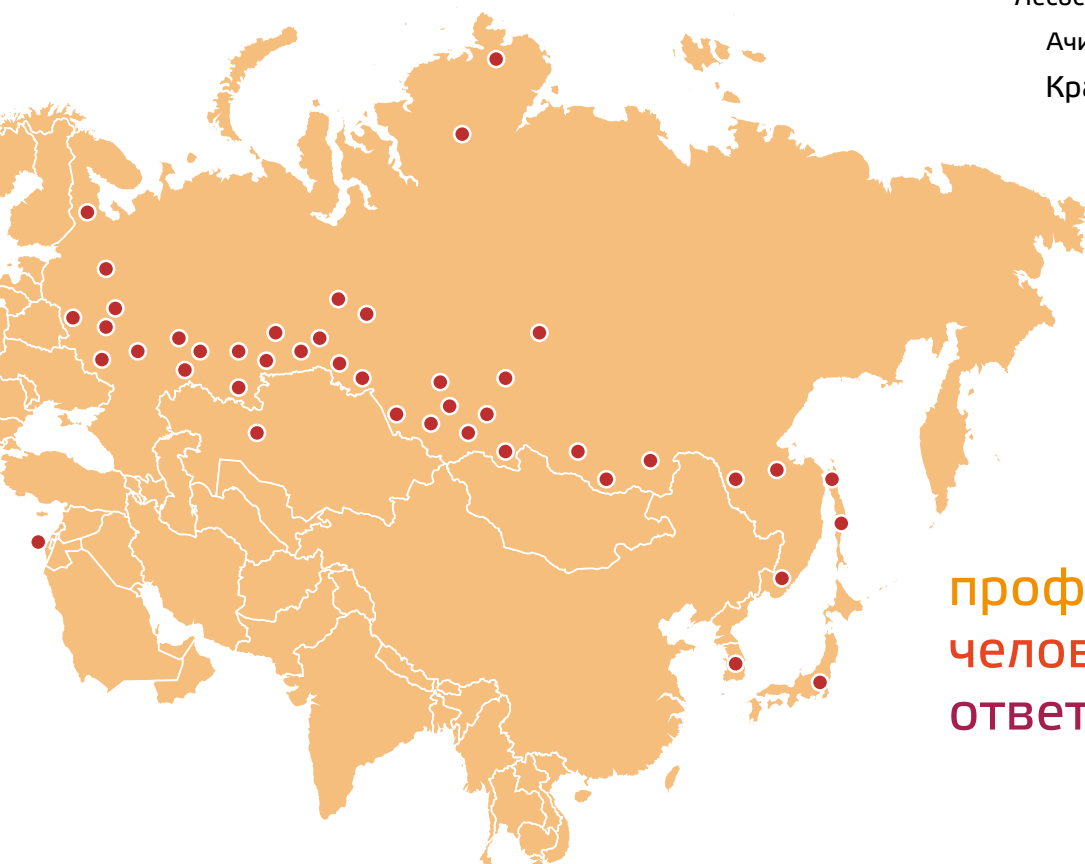 Ачи
Кра
проф
челов
ответ